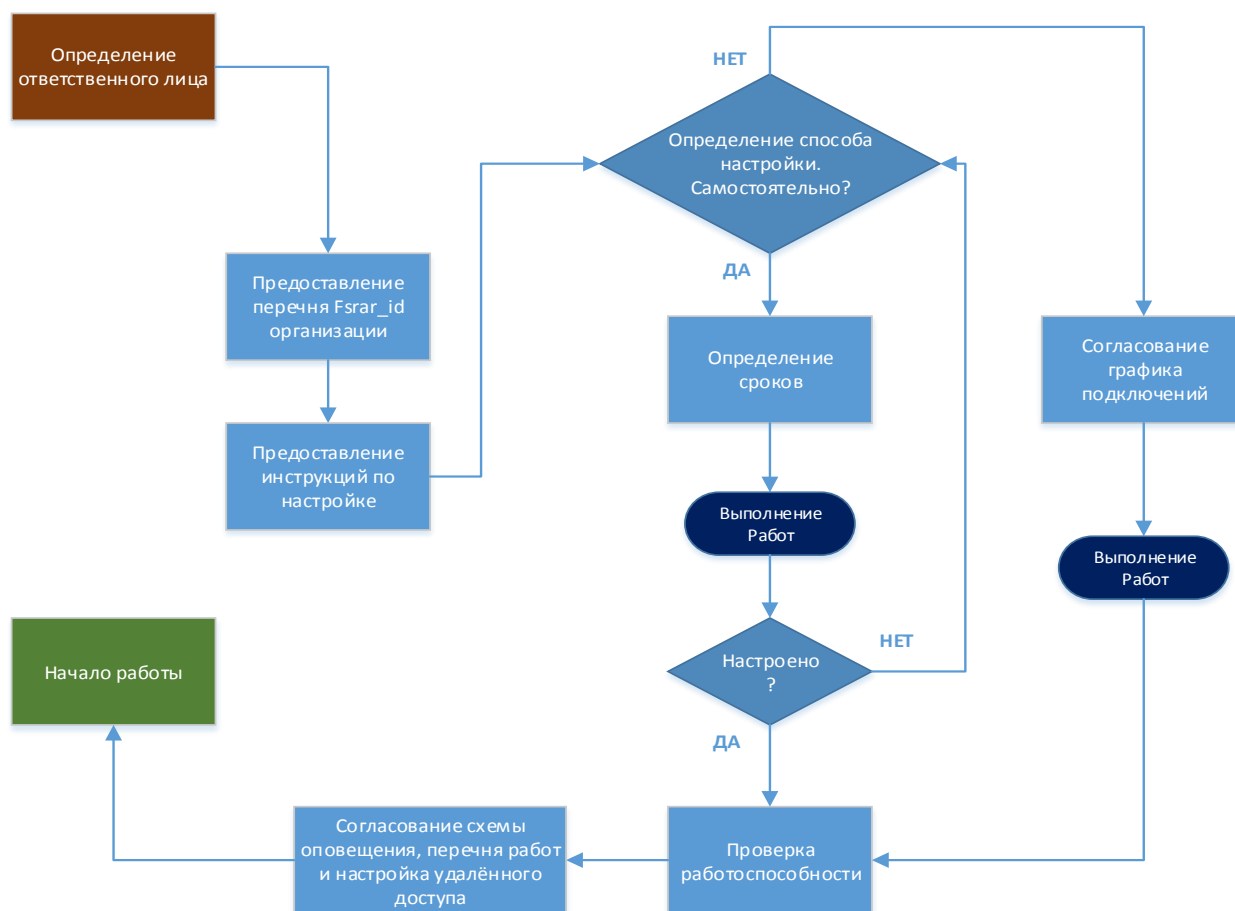 Определение
ответственного лица
Предоставление
перечня Fsrar_id
организации
Предоставление
инструкций по
настройке
НЕТ
Определение способа
настройки.
Самостоятельно?
ДА
Определение
сроков
Выполнение
Работ
Настроено
?
НЕТ
ДА
Согласование
графика
подключений
Выполнение
Работ
Проверка
работоспособности
Согласование схемы
оповещения, перечня работ
и настройка удалённого
доступа
Начало работы